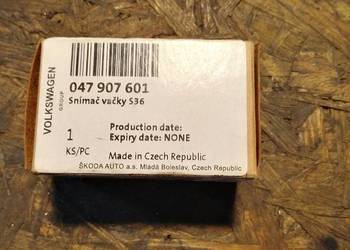 VOLKSWAGEN
GROUP
047 907 601
Snímač vačky S36
1
KS/PC
Production date:
Expiry date: NONE
Made in Czech Republic
ŠKODA AUTO a.s. Mladá Boleslav, Czech Republic